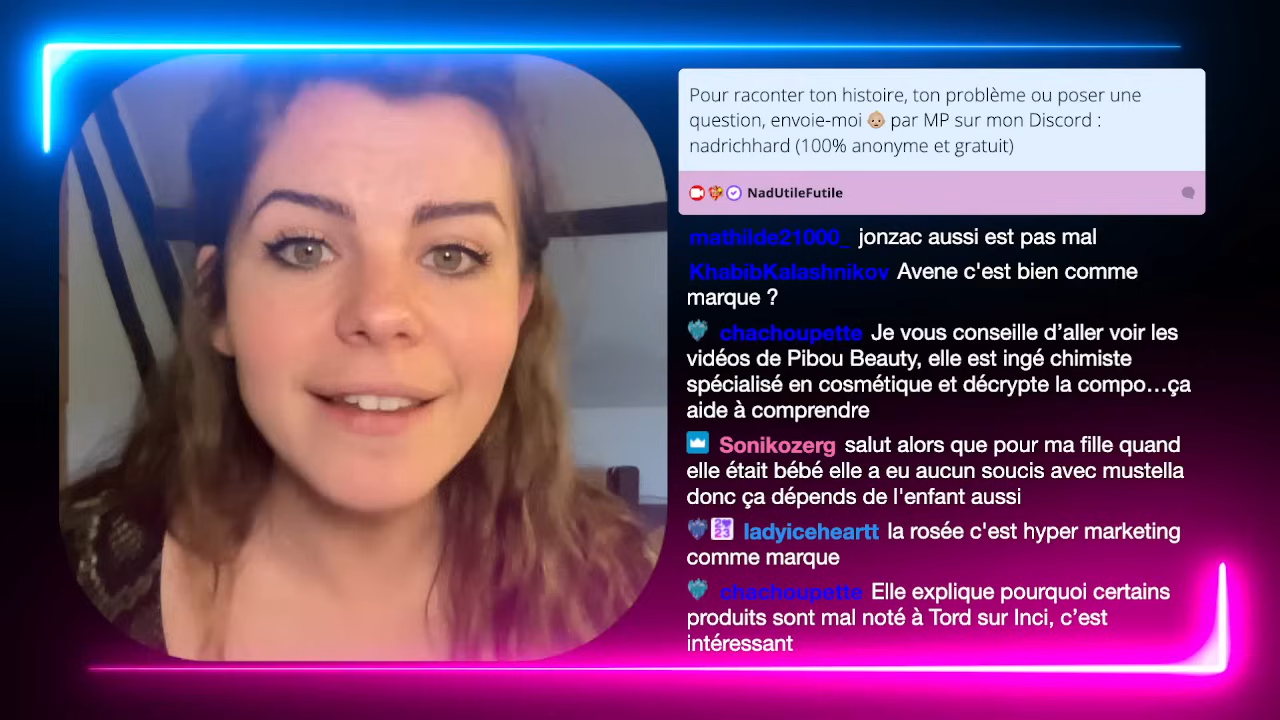 Pour raconter ton histoire, ton problème ou poser une
question, envoie-moi 👶🏼 par MP sur mon Discord :
nadrichhard (100% anonyme et gratuit)
NadUtileFutile
mathilde21000_ jonzac aussi est pas mal
KhabibKalashnikov Avene c'est bien comme
marque ?
chachoupette Je vous conseille d’aller voir les
vidéos de Pibou Beauty, elle est ingé chimiste
spécialisé en cosmétique et décrypte la compo…ça
aide à comprendre
Sonikozerg salut alors que pour ma fille quand
elle était bébé elle a eu aucun soucis avec mustella
donc ça dépends de l'enfant aussi
2023 ladyiceheartt la rosée c'est hyper marketing
comme marque
chachoupette Elle explique pourquoi certains
produits sont mal noté à Tord sur Inci, c’est
intéressant